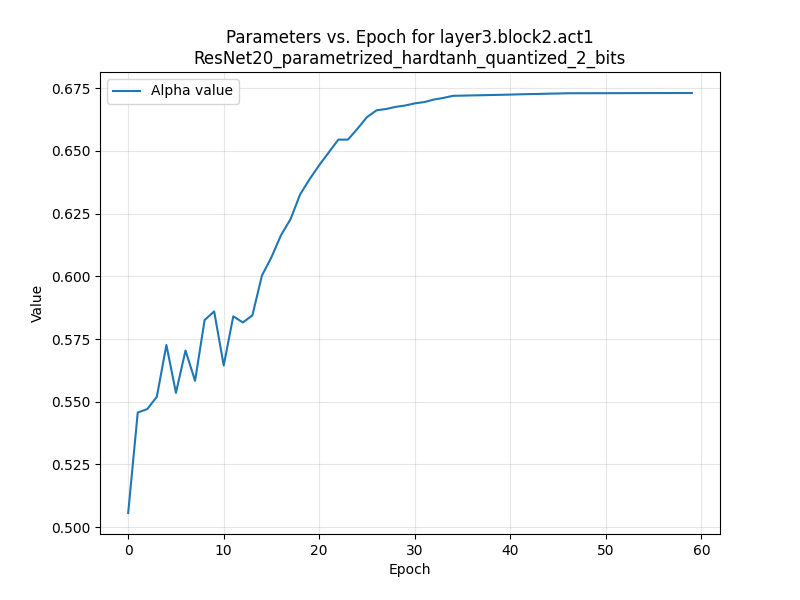 Parameters vs. Epoch for layer3.block2.act1
ResNet20_parametrized_hardtanh_quantized_2_bits
Alpha value
0.675
0.650
0.625
0.600
0.575
0.550
0.525
0.500
Value
0 10 20 30 40 50 60
Epoch